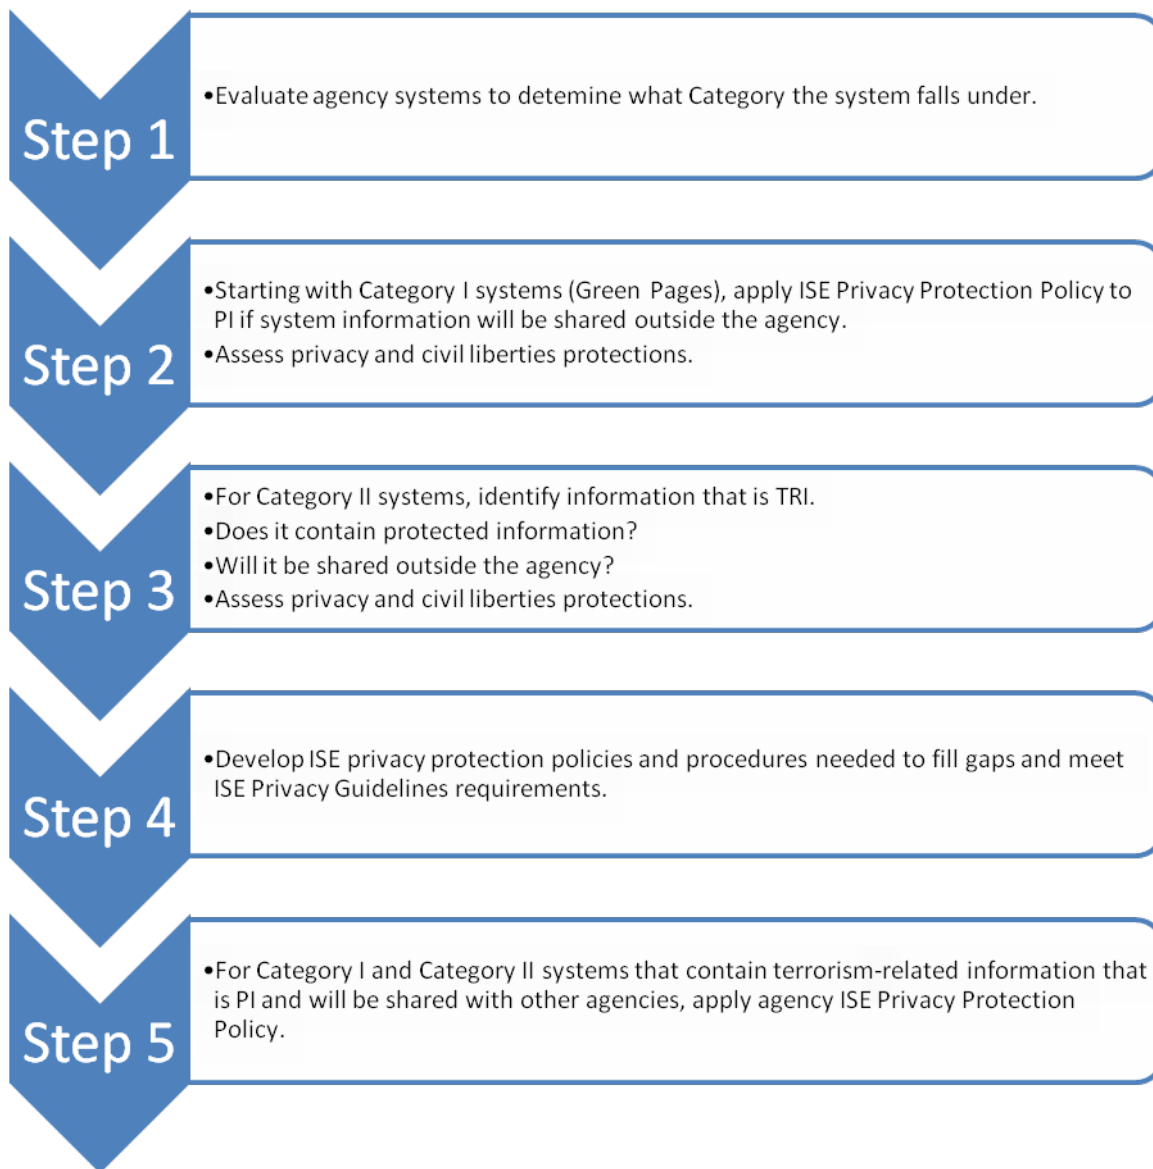 Step 1
•Evaluate agency systems to detemine what Category the system falls under.
Step 2
•Starting with Category I systems (Green Pages), apply ISE Privacy Protection Policy to
PI if system information will be shared outside the agency.
•Assess privacy and civil liberties protections.
Step 3
•For Category II systems, identify information that is TRI.
•Does it contain protected information?
•Will it be shared outside the agency?
•Assess privacy and civil liberties protections.
Step 4
•Develop ISE privacy protection policies and procedures needed to fill gaps and meet
ISE Privacy Guidelines requirements.
Step 5
•For Category I and Category II systems that contain terrorism-related information that
is PI and will be shared with other agencies, apply agency ISE Privacy Protection
Policy.